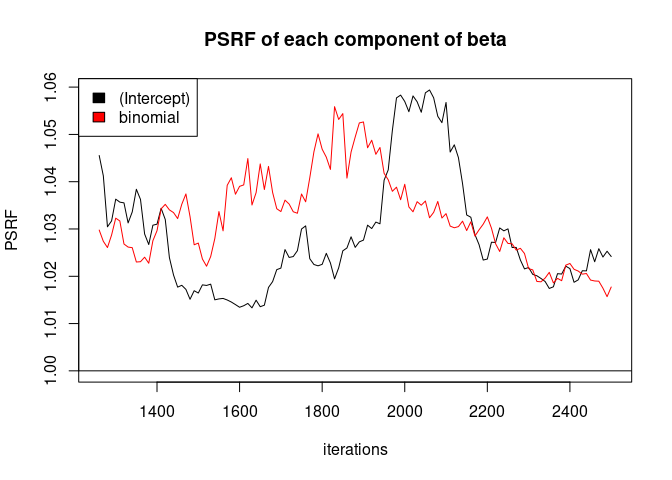 PSRF of each component of beta
(Intercept)
binomial
PSRF
1.06
1.05
1.04
1.03
1.02
1.01
1.00
1400 1600 1800 2000 2200 2400
iterations